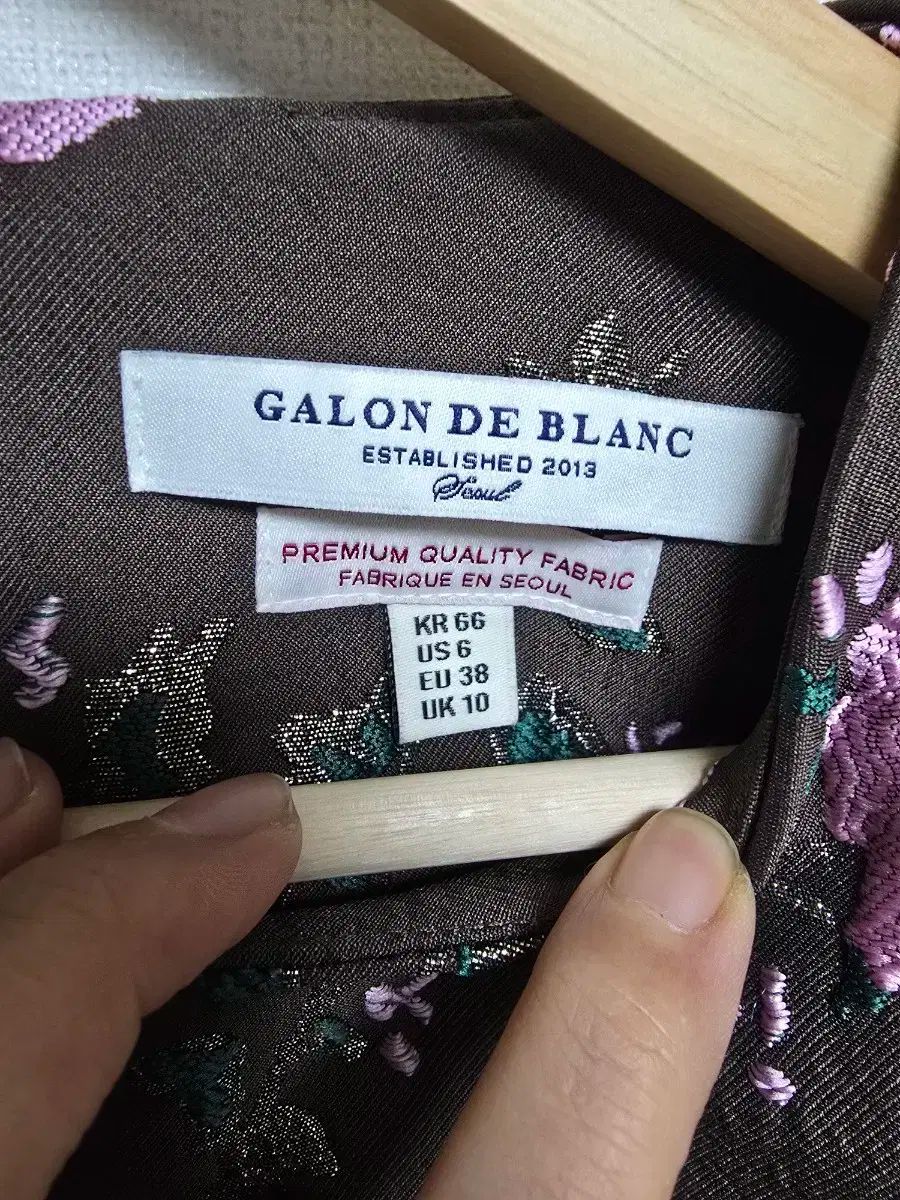 GALON DE BLANC
ESTABLISHED 2013
Seoul
PREMIUM QUALITY FABRIC
FABRIQUE EN SEOUL
KR 66
US 6
EU 38
UK 10